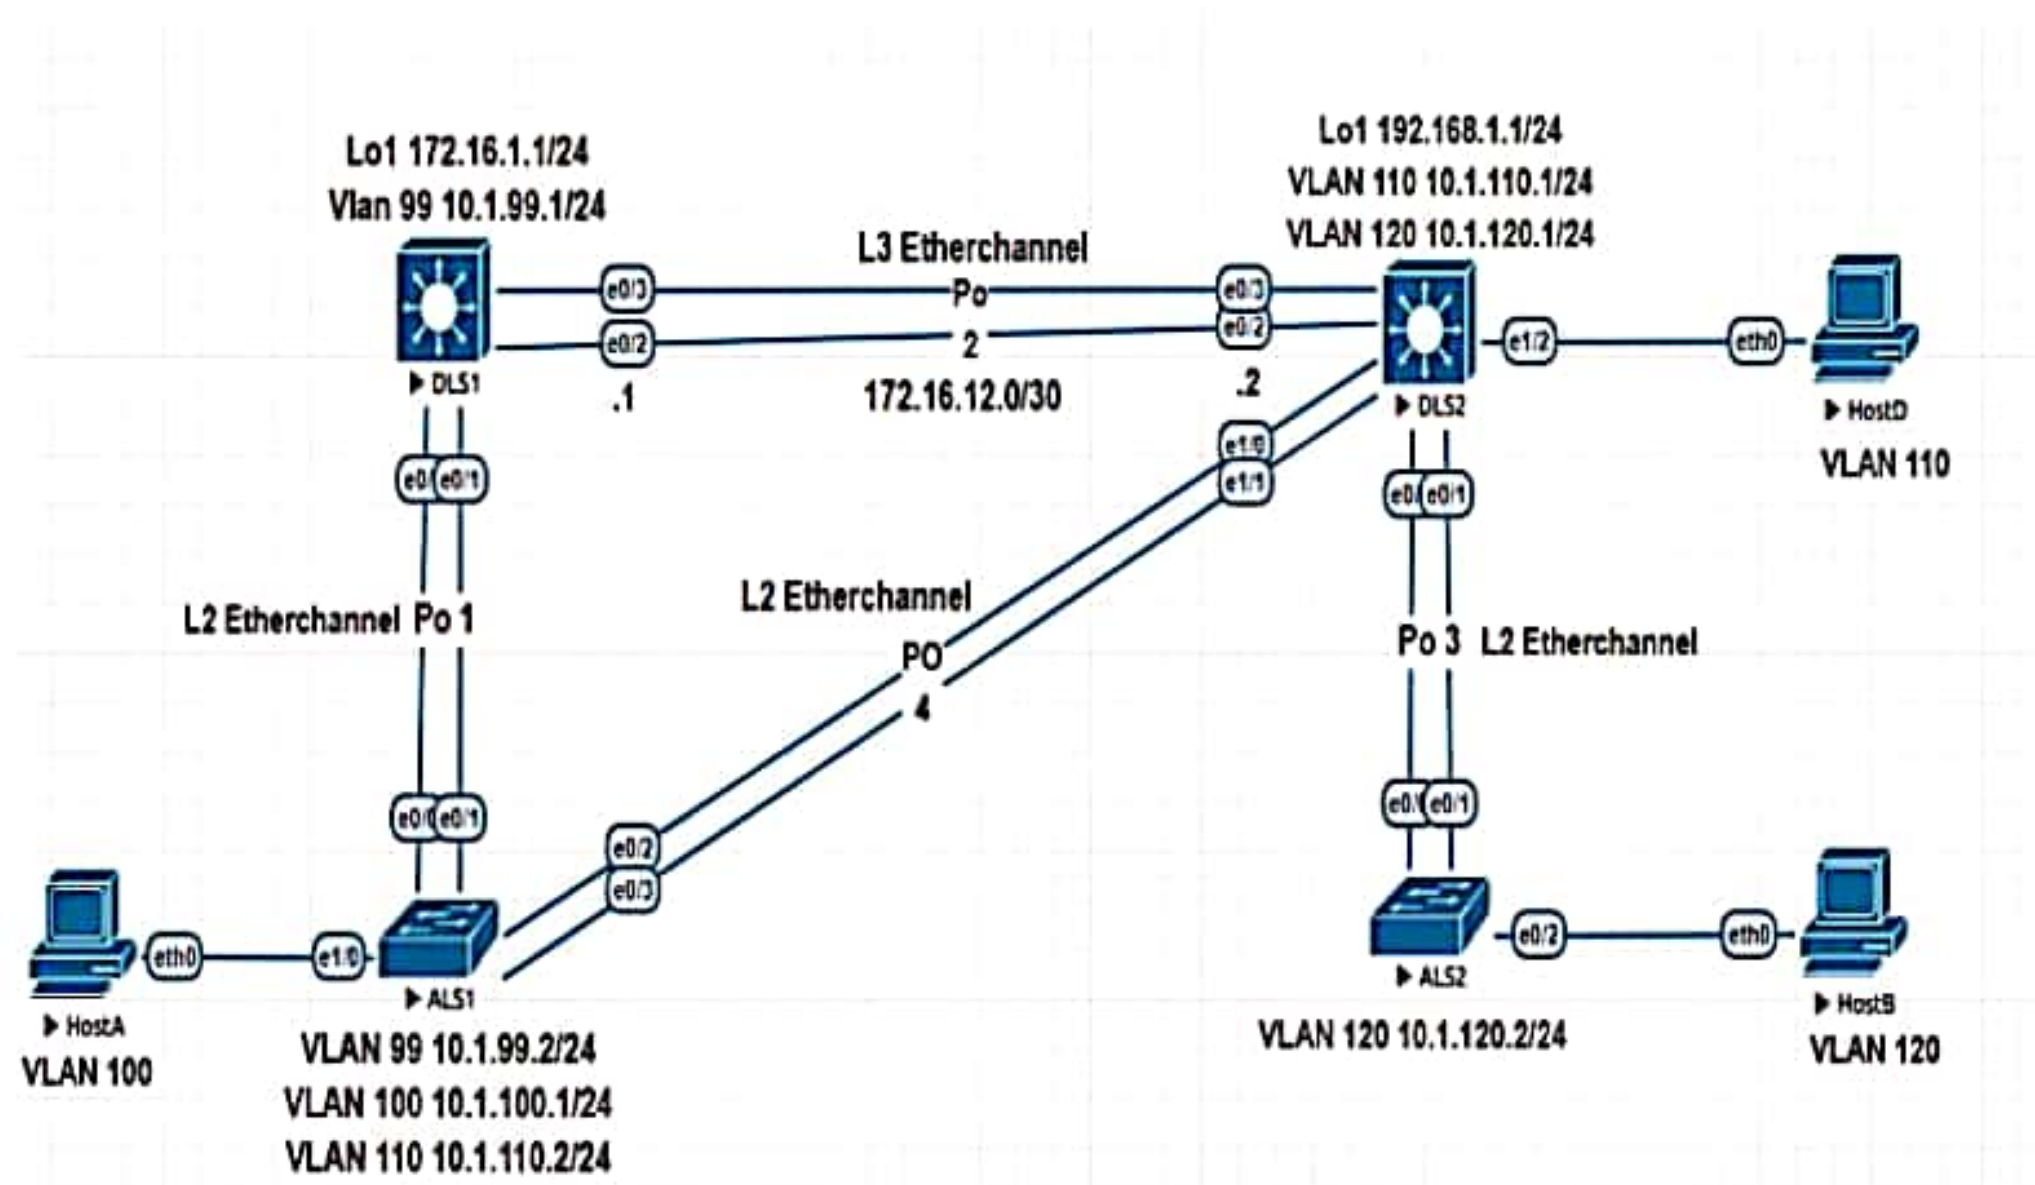 Lo1 172.16.1.1/24
Vlan 99 10.1.99.1/24
Lo1 192.168.1.1/24
VLAN 110 10.1.110.1/24
VLAN 120 10.1.120.1/24
L3 Etherchannel
e0/3
Po
e0/3
e0/2
2
e0/2
e1/2
eth0
DLS1
.1
172.16.12.0/30
.2
DLS2
HostD
VLAN 110
e1/0
e1/1
e0/1
e0/1
L2 Etherchannel Po 1
L2 Etherchannel
PO
4
Po 3 L2 Etherchannel
e0/1
e0/1
e0/2
e0/3
eth0
e1/0
e0/2
eth0
ALS1
ALS2
HostA
VLAN 100
HostB
VLAN 120
VLAN 99 10.1.99.2/24
VLAN 100 10.1.100.1/24
VLAN 110 10.1.110.2/24
VLAN 120 10.1.120.2/24